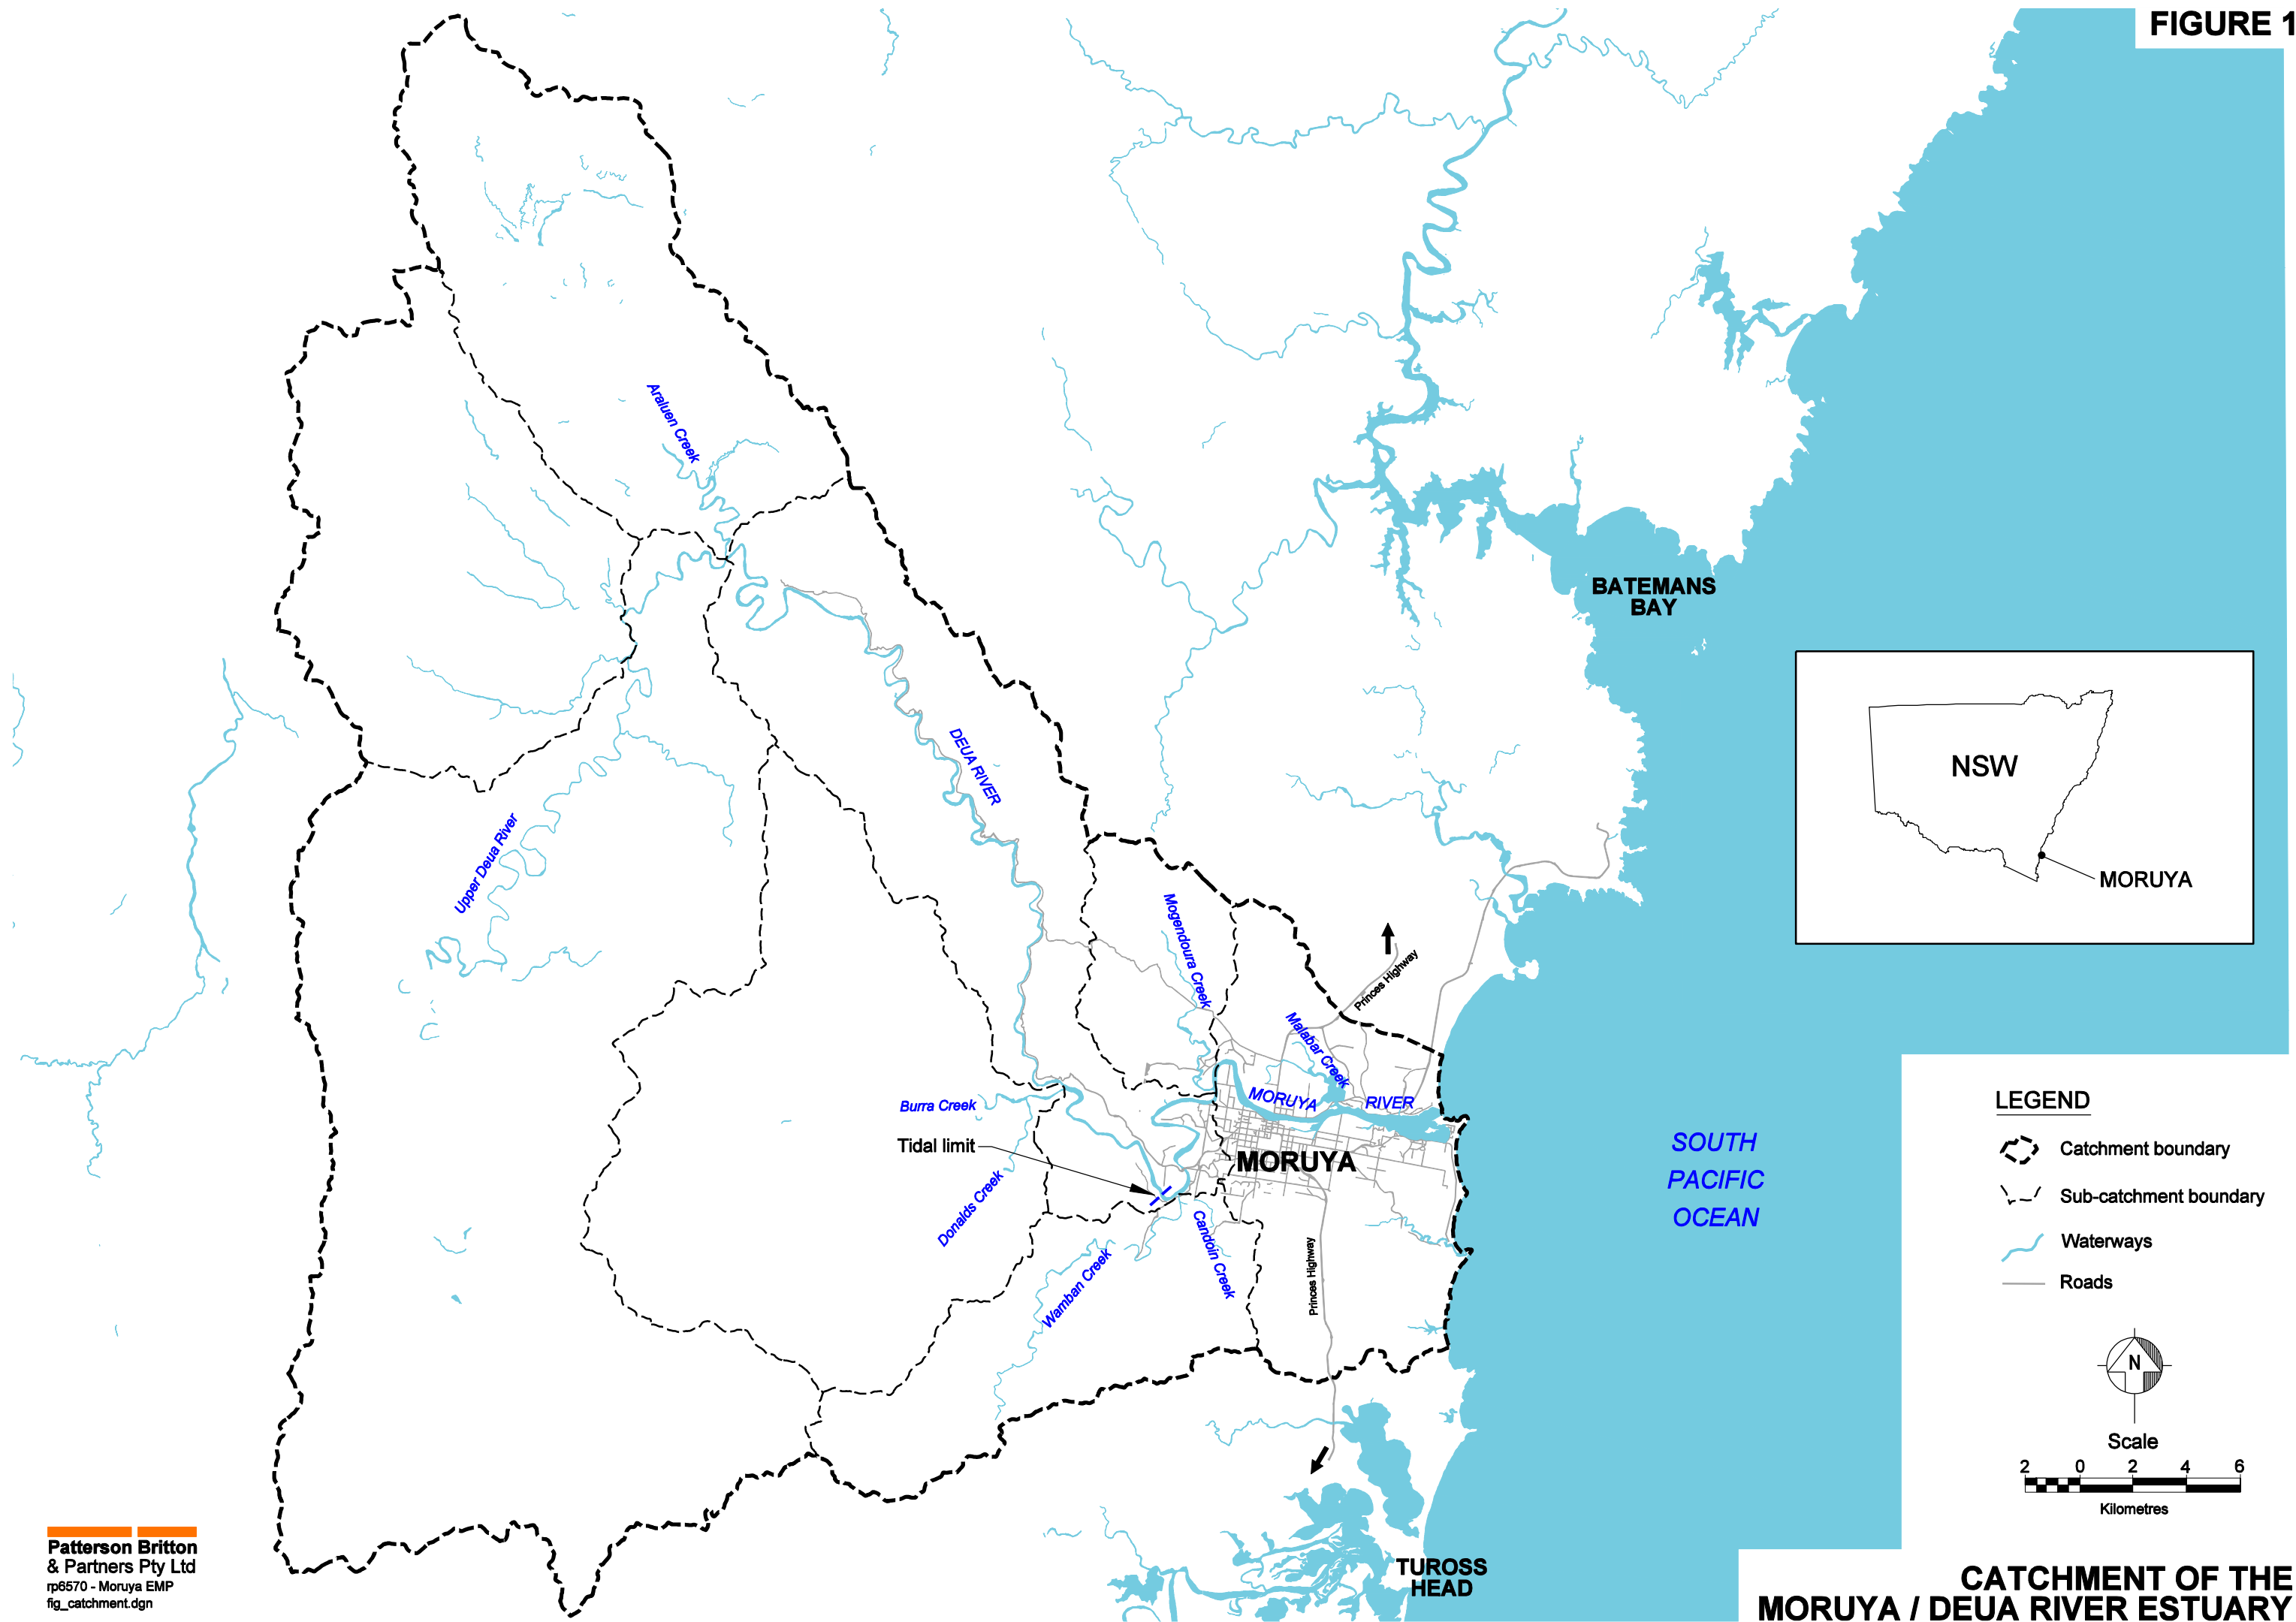 FIGURE 1
Araluen Creek
BATEMANS
BAY
DEUA RIVER
NSW
MORUYA
Upper Deua River
Mogendoura Creek
Princes Highway
Malabar Creek
MORUYA RIVER
Burra Creek
Tidal limit
MORUYA
Donalds Creek
Candoin Creek
Wamban Creek
Princes Highway
SOUTH
PACIFIC
OCEAN
LEGEND
Catchment boundary
Sub-catchment boundary
Waterways
Roads
N
Scale
2 0 2 4 6
Kilometres
TUROSS
HEAD
Patterson Britton
& Partners Pty Ltd
rp6570 - Moruya EMP
fig_catchment.dgn
CATCHMENT OF THE
MORUYA / DEUA RIVER ESTUARY